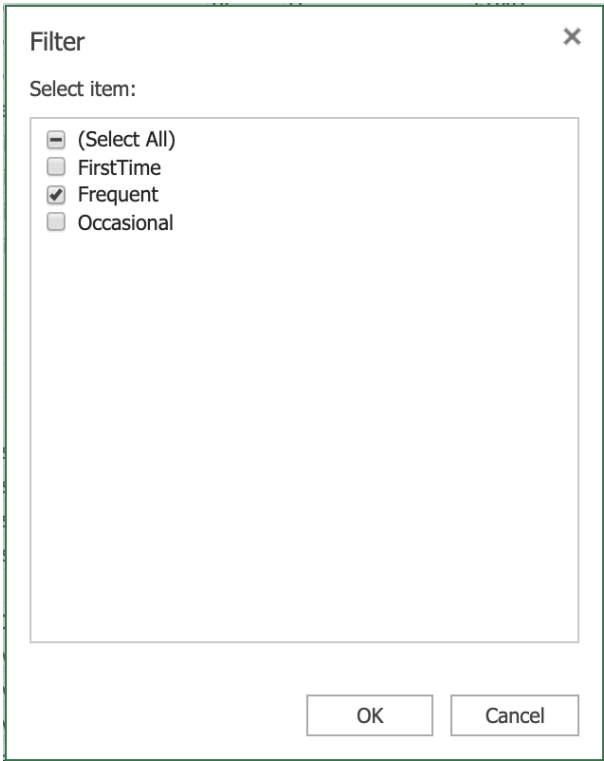 Filter
Select item:
(Select All)
FirstTime
Frequent
Occasional
OK
Cancel